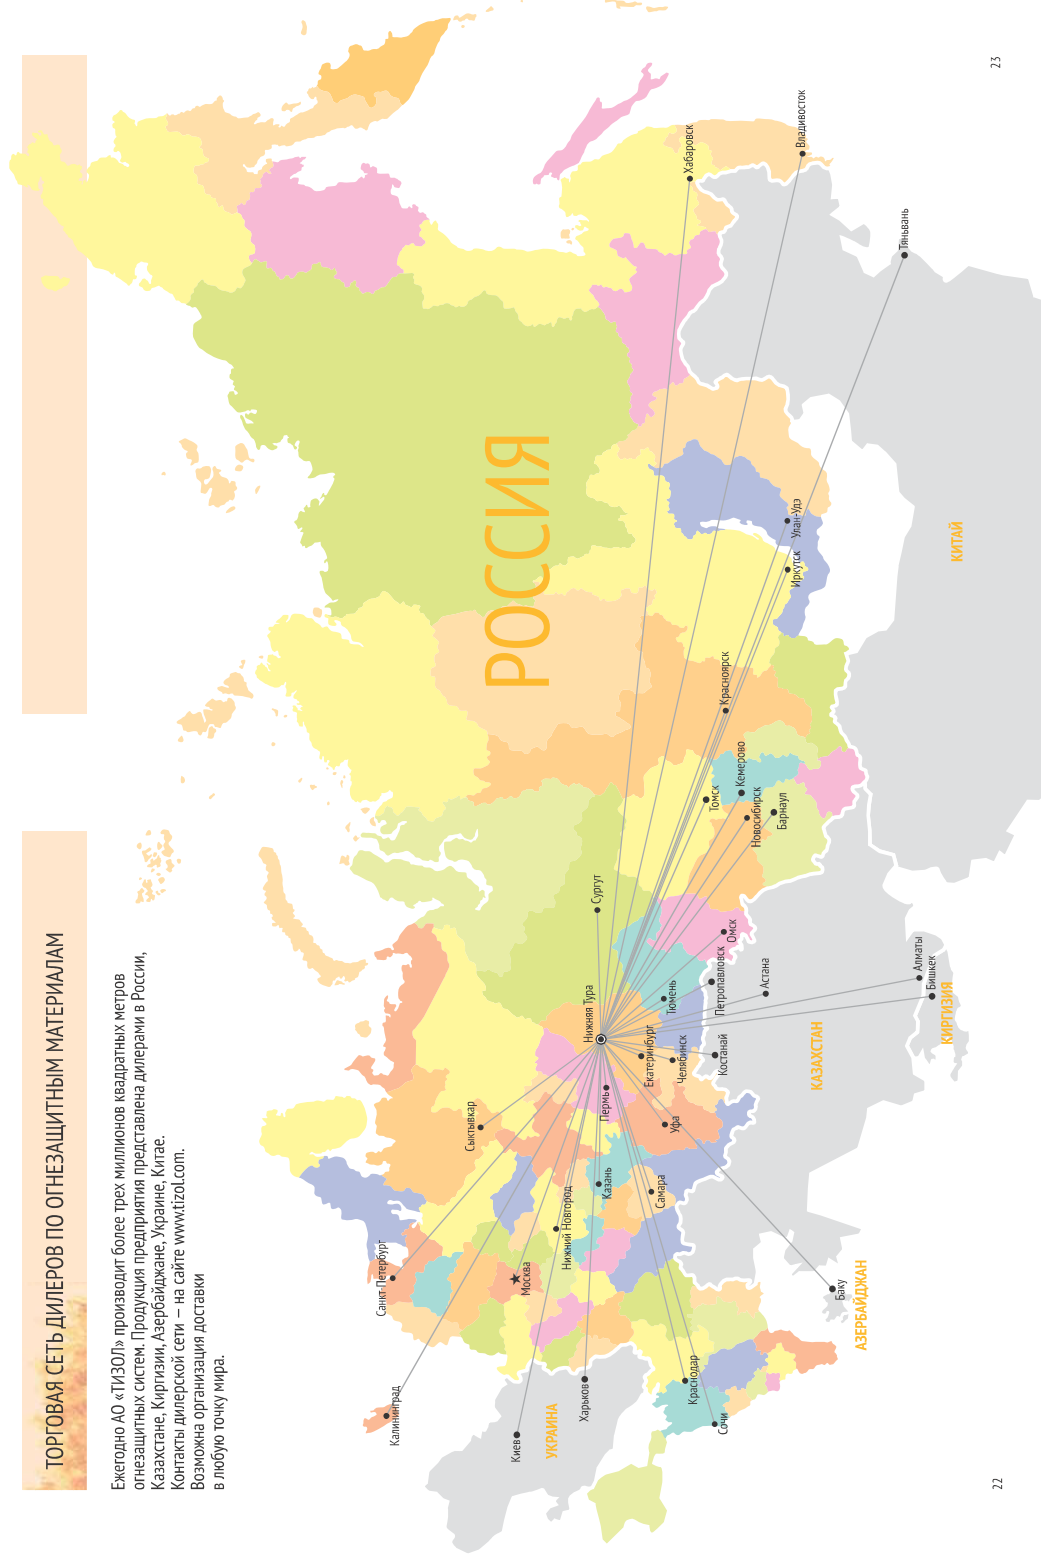 ТОРГОВАЯ СЕТЬ ДИЛЕРОВ ПО ОГНЕЗАЩИТНЫМ МАТЕРИАЛАМ
Ежегодно АО «ТИЗОЛ» производит более трех миллионов квадратных метров
огнезащитных систем. Продукция предприятия представлена дилерами в России,
Казахстане, Киргизии, Азербайджане, Украине, Китае.
Контакты дилерской сети – на сайте www.tizol.com.
Возможна организация доставки
в любую точку мира.
РОССИЯ
Калининград
Санкт-Петербург
Сыктывкар
Киев
Москва
УКРАИНА
Харьков
Нижний Новгород
Казань
Пермь
Нижняя Тура
Сургут
Самара
Уфа
Екатеринбург
Челябинск
Тюмень
Краснодар
Сочи
Костанай
Петропавловск
Омск
Астана
Томск
Кемерово
Новосибирск
Барнаул
Красноярск
Иркутск
Улан-Удэ
Хабаровск
Владивосток
Тяньвань
КАЗАХСТАН
Баку
АЗЕРБАЙДЖАН
Алматы
Бишкек
КИРГИЗИЯ
КИТАЙ
22
23